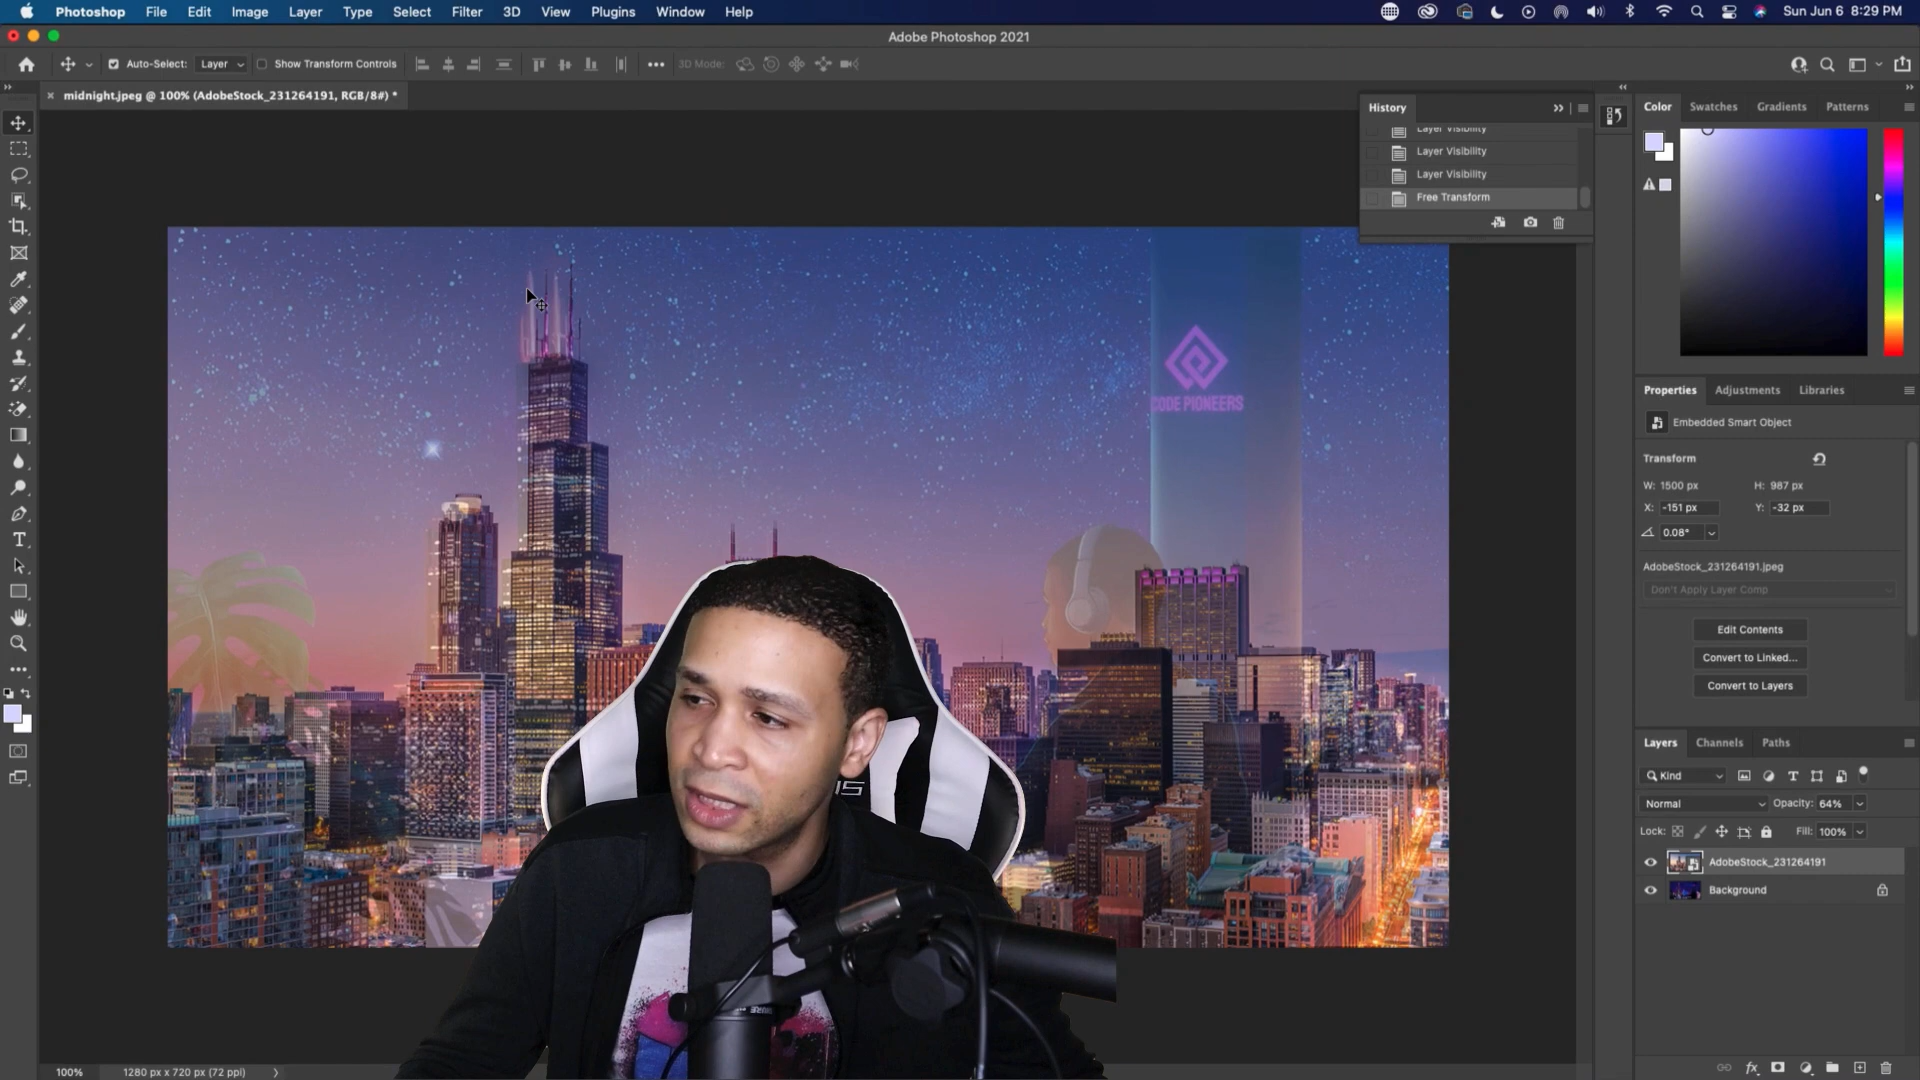 Photoshop File Edit Image Layer Type Select Filter 3D View Plugins Window Help Sun Jun 6 8:29 PM
Adobe Photoshop 2021
Auto-Select: Layer Show Transform Controls 3D Mode:
midnight.jpeg @ 100% (AdobeStock_231264191, RGB/8#) *
History
Layer Visibility
Layer Visibility
Layer Visibility
Free Transform
Color Swatches Gradients Patterns
CODE PIONEERS
Properties Adjustments Libraries
Embedded Smart Object
Transform
W: 1500 px H: 987 px
X: -151 px Y: -32 px
0.08°
AdobeStock_231264191.jpeg
Don't Apply Layer Comp
Edit Contents
Convert to Linked...
Convert to Layers
Layers Channels Paths
Kind
Normal Opacity: 64%
Lock: Fill: 100%
AdobeStock_231264191
Background
100% 1280 px x 720 px (72 ppi)